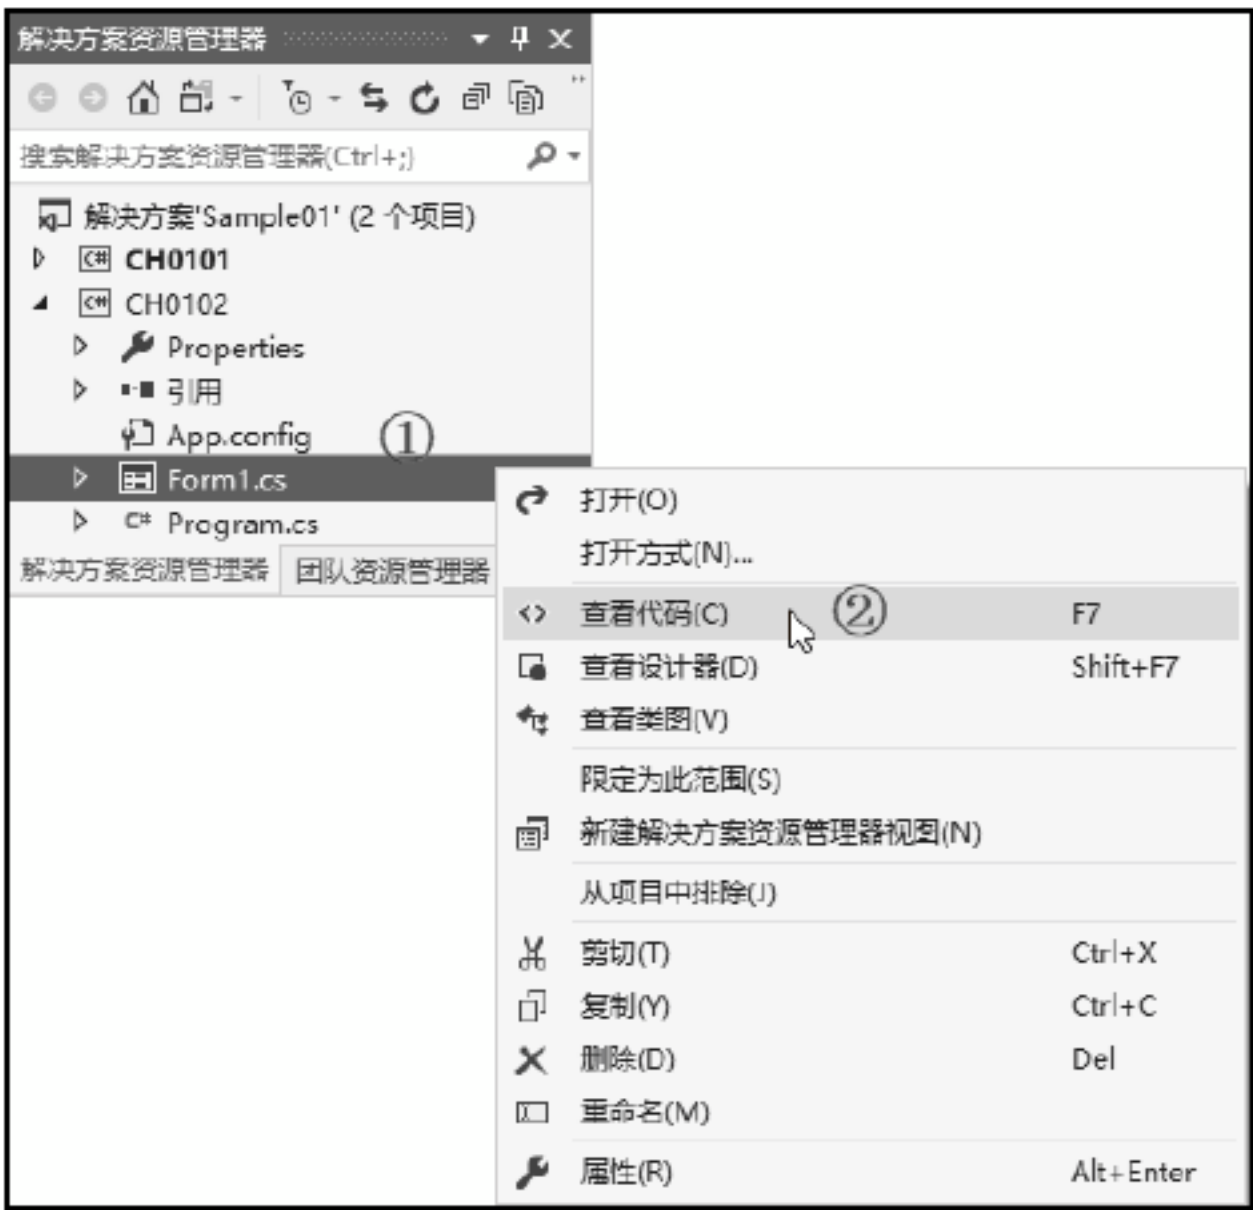 解决方案资源管理器
搜索解决方案资源管理器(Ctrl+;)
解决方案'Sample01' (2 个项目)
C# CH0101
C# CH0102
Properties
引用
App.config ①
Form1.cs
C# Program.cs
解决方案资源管理器 团队资源管理器
打开(O)
打开方式(N)...
查看代码(C) ② F7
查看设计器(D) Shift+F7
查看类图(V)
限定为此范围(S)
新建解决方案资源管理器视图(N)
从项目中排除(J)
剪切(T) Ctrl+X
复制(Y) Ctrl+C
删除(D) Del
重命名(M)
属性(R) Alt+Enter